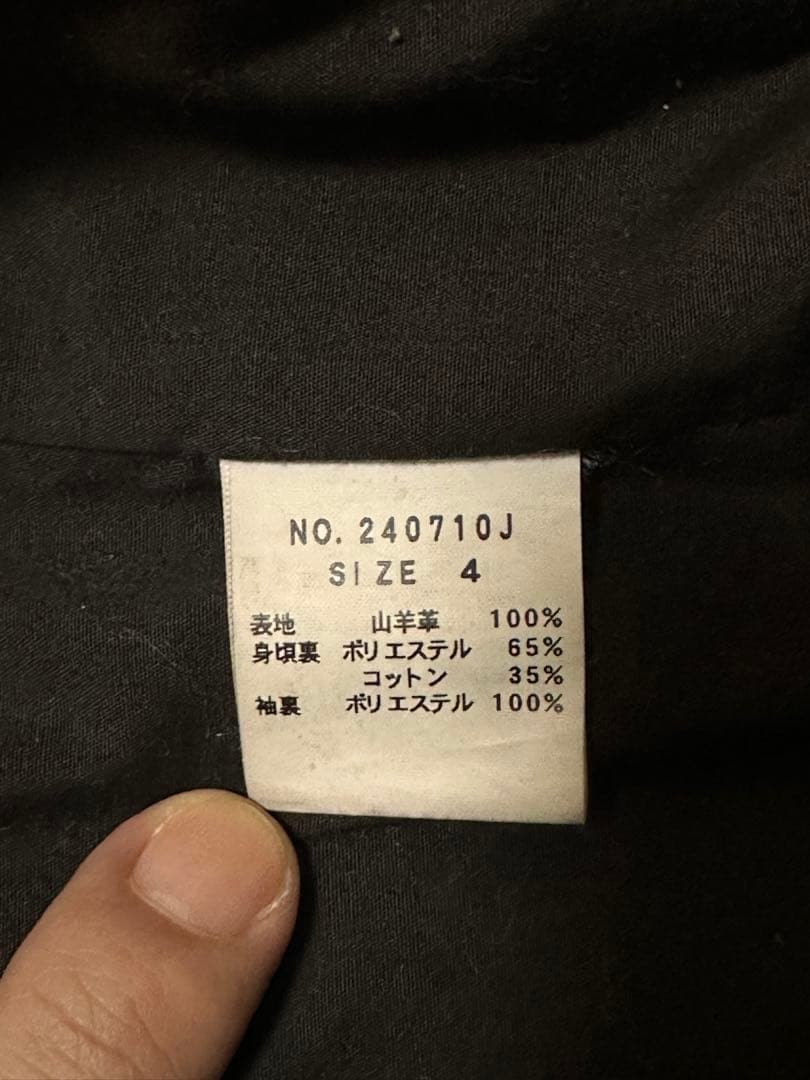 NO. 240710J
SIZE 4
表地 山羊革 100%
身頃裏 ポリエステル 65%
コットン 35%
袖裏 ポリエステル 100%